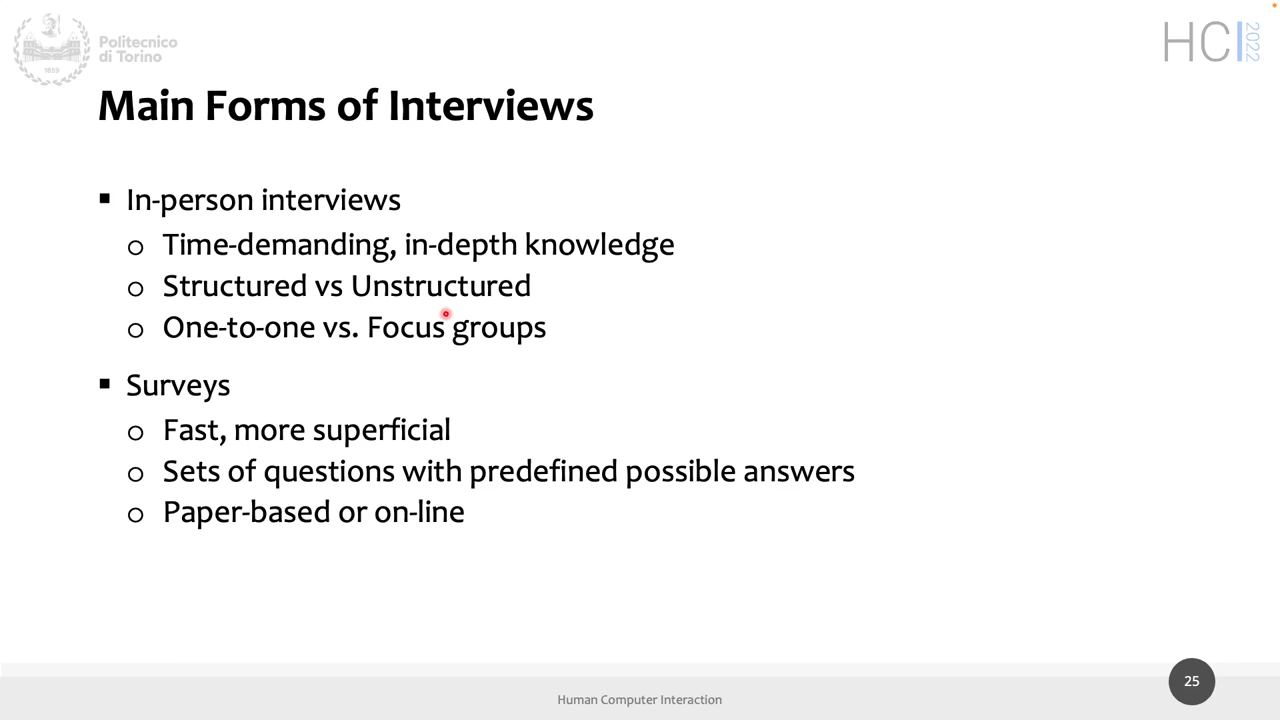 Politecnico
di Torino
1859
HCI 2022
Main Forms of Interviews
▪ In-person interviews
o Time-demanding, in-depth knowledge
o Structured vs Unstructured
o One-to-one vs. Focus groups
▪ Surveys
o Fast, more superficial
o Sets of questions with predefined possible answers
o Paper-based or on-line
Human Computer Interaction
25